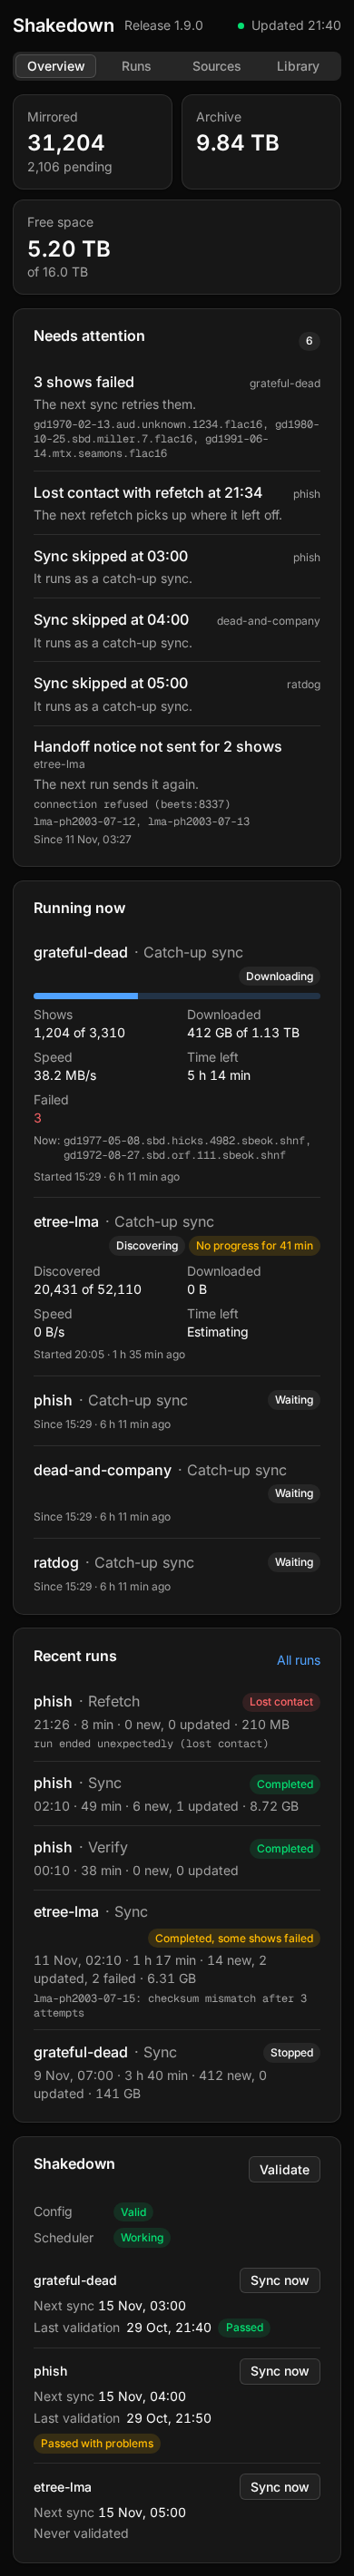 Shakedown Release 1.9.0 Updated 21:40
Overview Runs Sources Library
Mirrored
31,204
2,106 pending
Archive
9.84 TB
Free space
5.20 TB
of 16.0 TB
Needs attention 6
3 shows failed grateful-dead
The next sync retries them.
gd1970-02-13.aud.unknown.1234.flac16, gd1980-
10-25.sbd.miller.7.flac16, gd1991-06-
14.mtx.seamons.flac16
Lost contact with refetch at 21:34 phish
The next refetch picks up where it left off.
Sync skipped at 03:00 phish
It runs as a catch-up sync.
Sync skipped at 04:00 dead-and-company
It runs as a catch-up sync.
Sync skipped at 05:00 ratdog
It runs as a catch-up sync.
Handoff notice not sent for 2 shows
etree-lma
The next run sends it again.
connection refused (beets:8337)
lma-ph2003-07-12, lma-ph2003-07-13
Since 11 Nov, 03:27
Running now
grateful-dead · Catch-up sync
Downloading
Shows
1,204 of 3,310
Downloaded
412 GB of 1.13 TB
Speed
38.2 MB/s
Time left
5 h 14 min
Failed
3
Now: gd1977-05-08.sbd.hicks.4982.sbeok.shnf,
gd1972-08-27.sbd.orf.111.sbeok.shnf
Started 15:29 · 6 h 11 min ago
etree-lma · Catch-up sync
Discovering No progress for 41 min
Discovered
20,431 of 52,110
Downloaded
0 B
Speed
0 B/s
Time left
Estimating
Started 20:05 · 1 h 35 min ago
phish · Catch-up sync Waiting
Since 15:29 · 6 h 11 min ago
dead-and-company · Catch-up sync
Waiting
Since 15:29 · 6 h 11 min ago
ratdog · Catch-up sync Waiting
Since 15:29 · 6 h 11 min ago
Recent runs All runs
phish · Refetch Lost contact
21:26 · 8 min · 0 new, 0 updated · 210 MB
run ended unexpectedly (lost contact)
phish · Sync Completed
02:10 · 49 min · 6 new, 1 updated · 8.72 GB
phish · Verify Completed
00:10 · 38 min · 0 new, 0 updated
etree-lma · Sync
Completed, some shows failed
11 Nov, 02:10 · 1 h 17 min · 14 new, 2
updated, 2 failed · 6.31 GB
lma-ph2003-07-15: checksum mismatch after 3
attempts
grateful-dead · Sync Stopped
9 Nov, 07:00 · 3 h 40 min · 412 new, 0
updated · 141 GB
Shakedown Validate
Config Valid
Scheduler Working
grateful-dead Sync now
Next sync 15 Nov, 03:00
Last validation 29 Oct, 21:40 Passed
phish Sync now
Next sync 15 Nov, 04:00
Last validation 29 Oct, 21:50
Passed with problems
etree-lma Sync now
Next sync 15 Nov, 05:00
Never validated